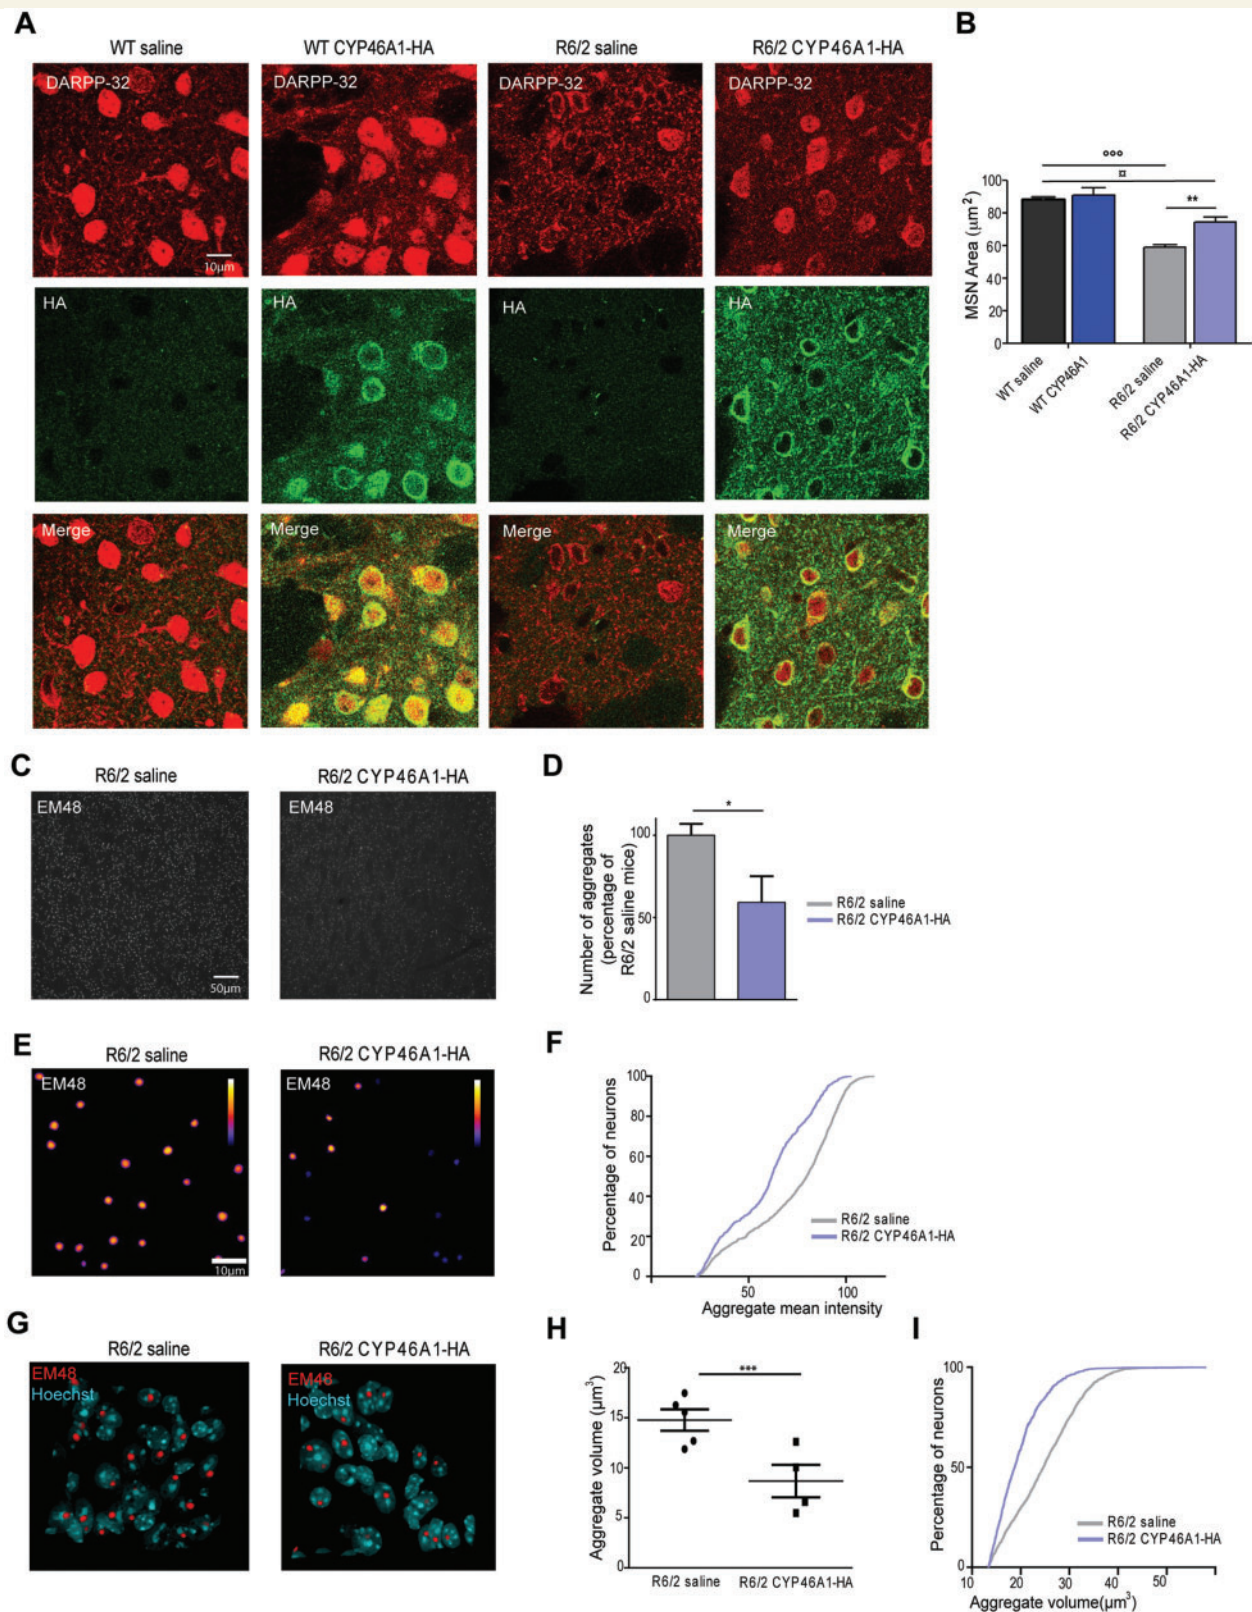 A
WT saline
WT CYP46A1-HA
R6/2 saline
R6/2 CYP46A1-HA
DARPP-32
DARPP-32
DARPP-32
DARPP-32
10µm
HA
HA
HA
HA
Merge
Merge
Merge
Merge
B
°°°
¤
**
MSN Area (µm²)
100
80
60
40
20
0
WT saline
WT CYP46A1
R6/2 saline
R6/2 CYP46A1-HA
C
R6/2 saline
R6/2 CYP46A1-HA
EM48
EM48
50µm
D
*
Number of aggregates
(percentage of
R6/2 saline mice)
100
50
0
R6/2 saline
R6/2 CYP46A1-HA
E
R6/2 saline
R6/2 CYP46A1-HA
EM48
EM48
10µm
F
Percentage of neurons
100
80
60
40
20
0
50
100
Aggregate mean intensity
R6/2 saline
R6/2 CYP46A1-HA
G
R6/2 saline
R6/2 CYP46A1-HA
EM48
Hoechst
EM48
Hoechst
H
***
Aggregate volume (µm³)
20
15
10
5
0
R6/2 saline
R6/2 CYP46A1-HA
I
Percentage of neurons
100
50
0
10
20
30
40
50
Aggregate volume(µm³)
R6/2 saline
R6/2 CYP46A1-HA